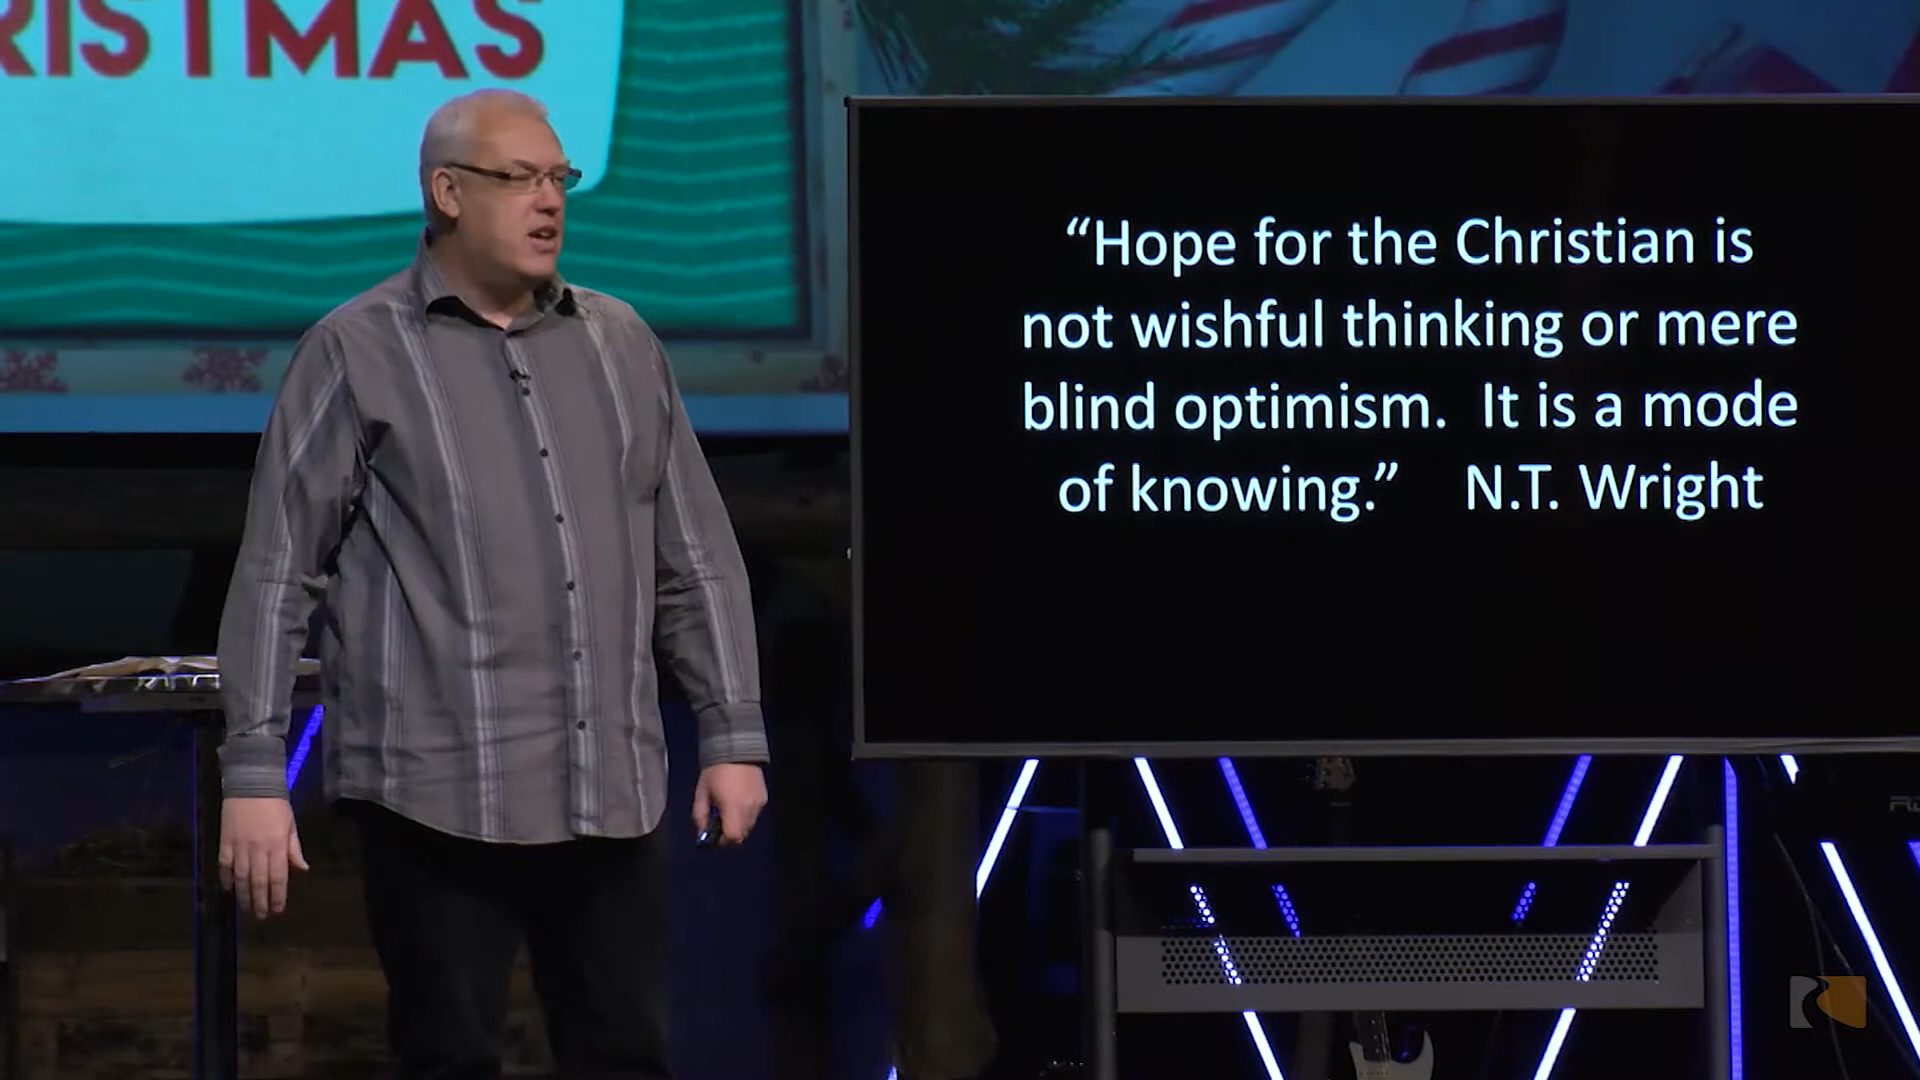 RISTMAS
“Hope for the Christian is
not wishful thinking or mere
blind optimism.  It is a mode
of knowing.”    N.T. Wright